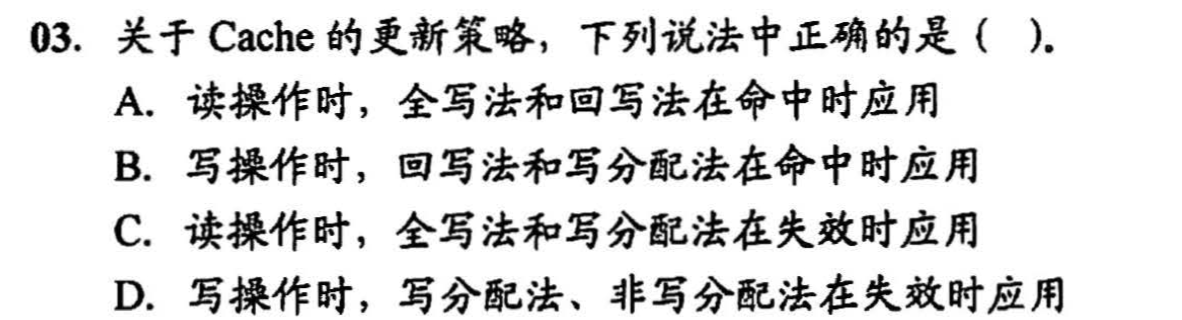 03. 关于 Cache 的更新策略，下列说法中正确的是（ ）。
A. 读操作时，全写法和回写法在命中时应用
B. 写操作时，回写法和写分配法在命中时应用
C. 读操作时，全写法和写分配法在失效时应用
D. 写操作时，写分配法、非写分配法在失效时应用